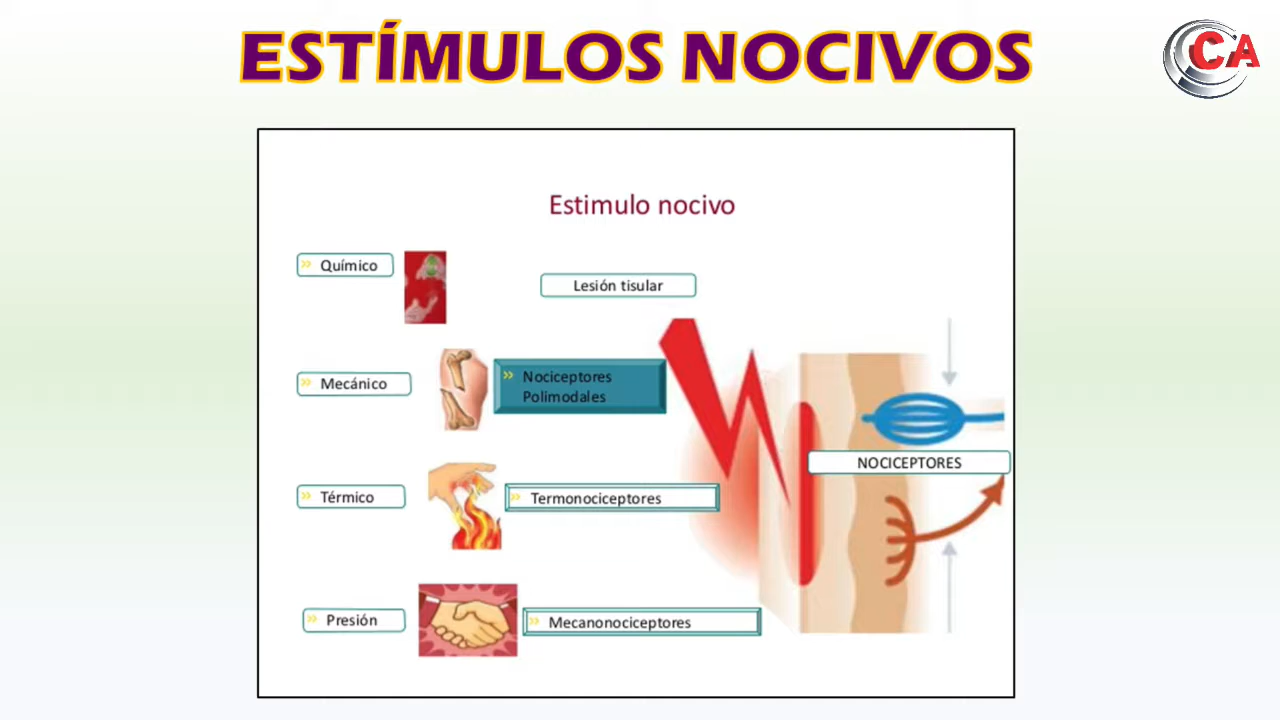 ESTÍMULOS NOCIVOS
CA
Estimulo nocivo
» Químico
Lesión tisular
» Mecánico
» Nociceptores
Polimodales
NOCICEPTORES
» Térmico
» Termonociceptores
» Presión
» Mecanonociceptores